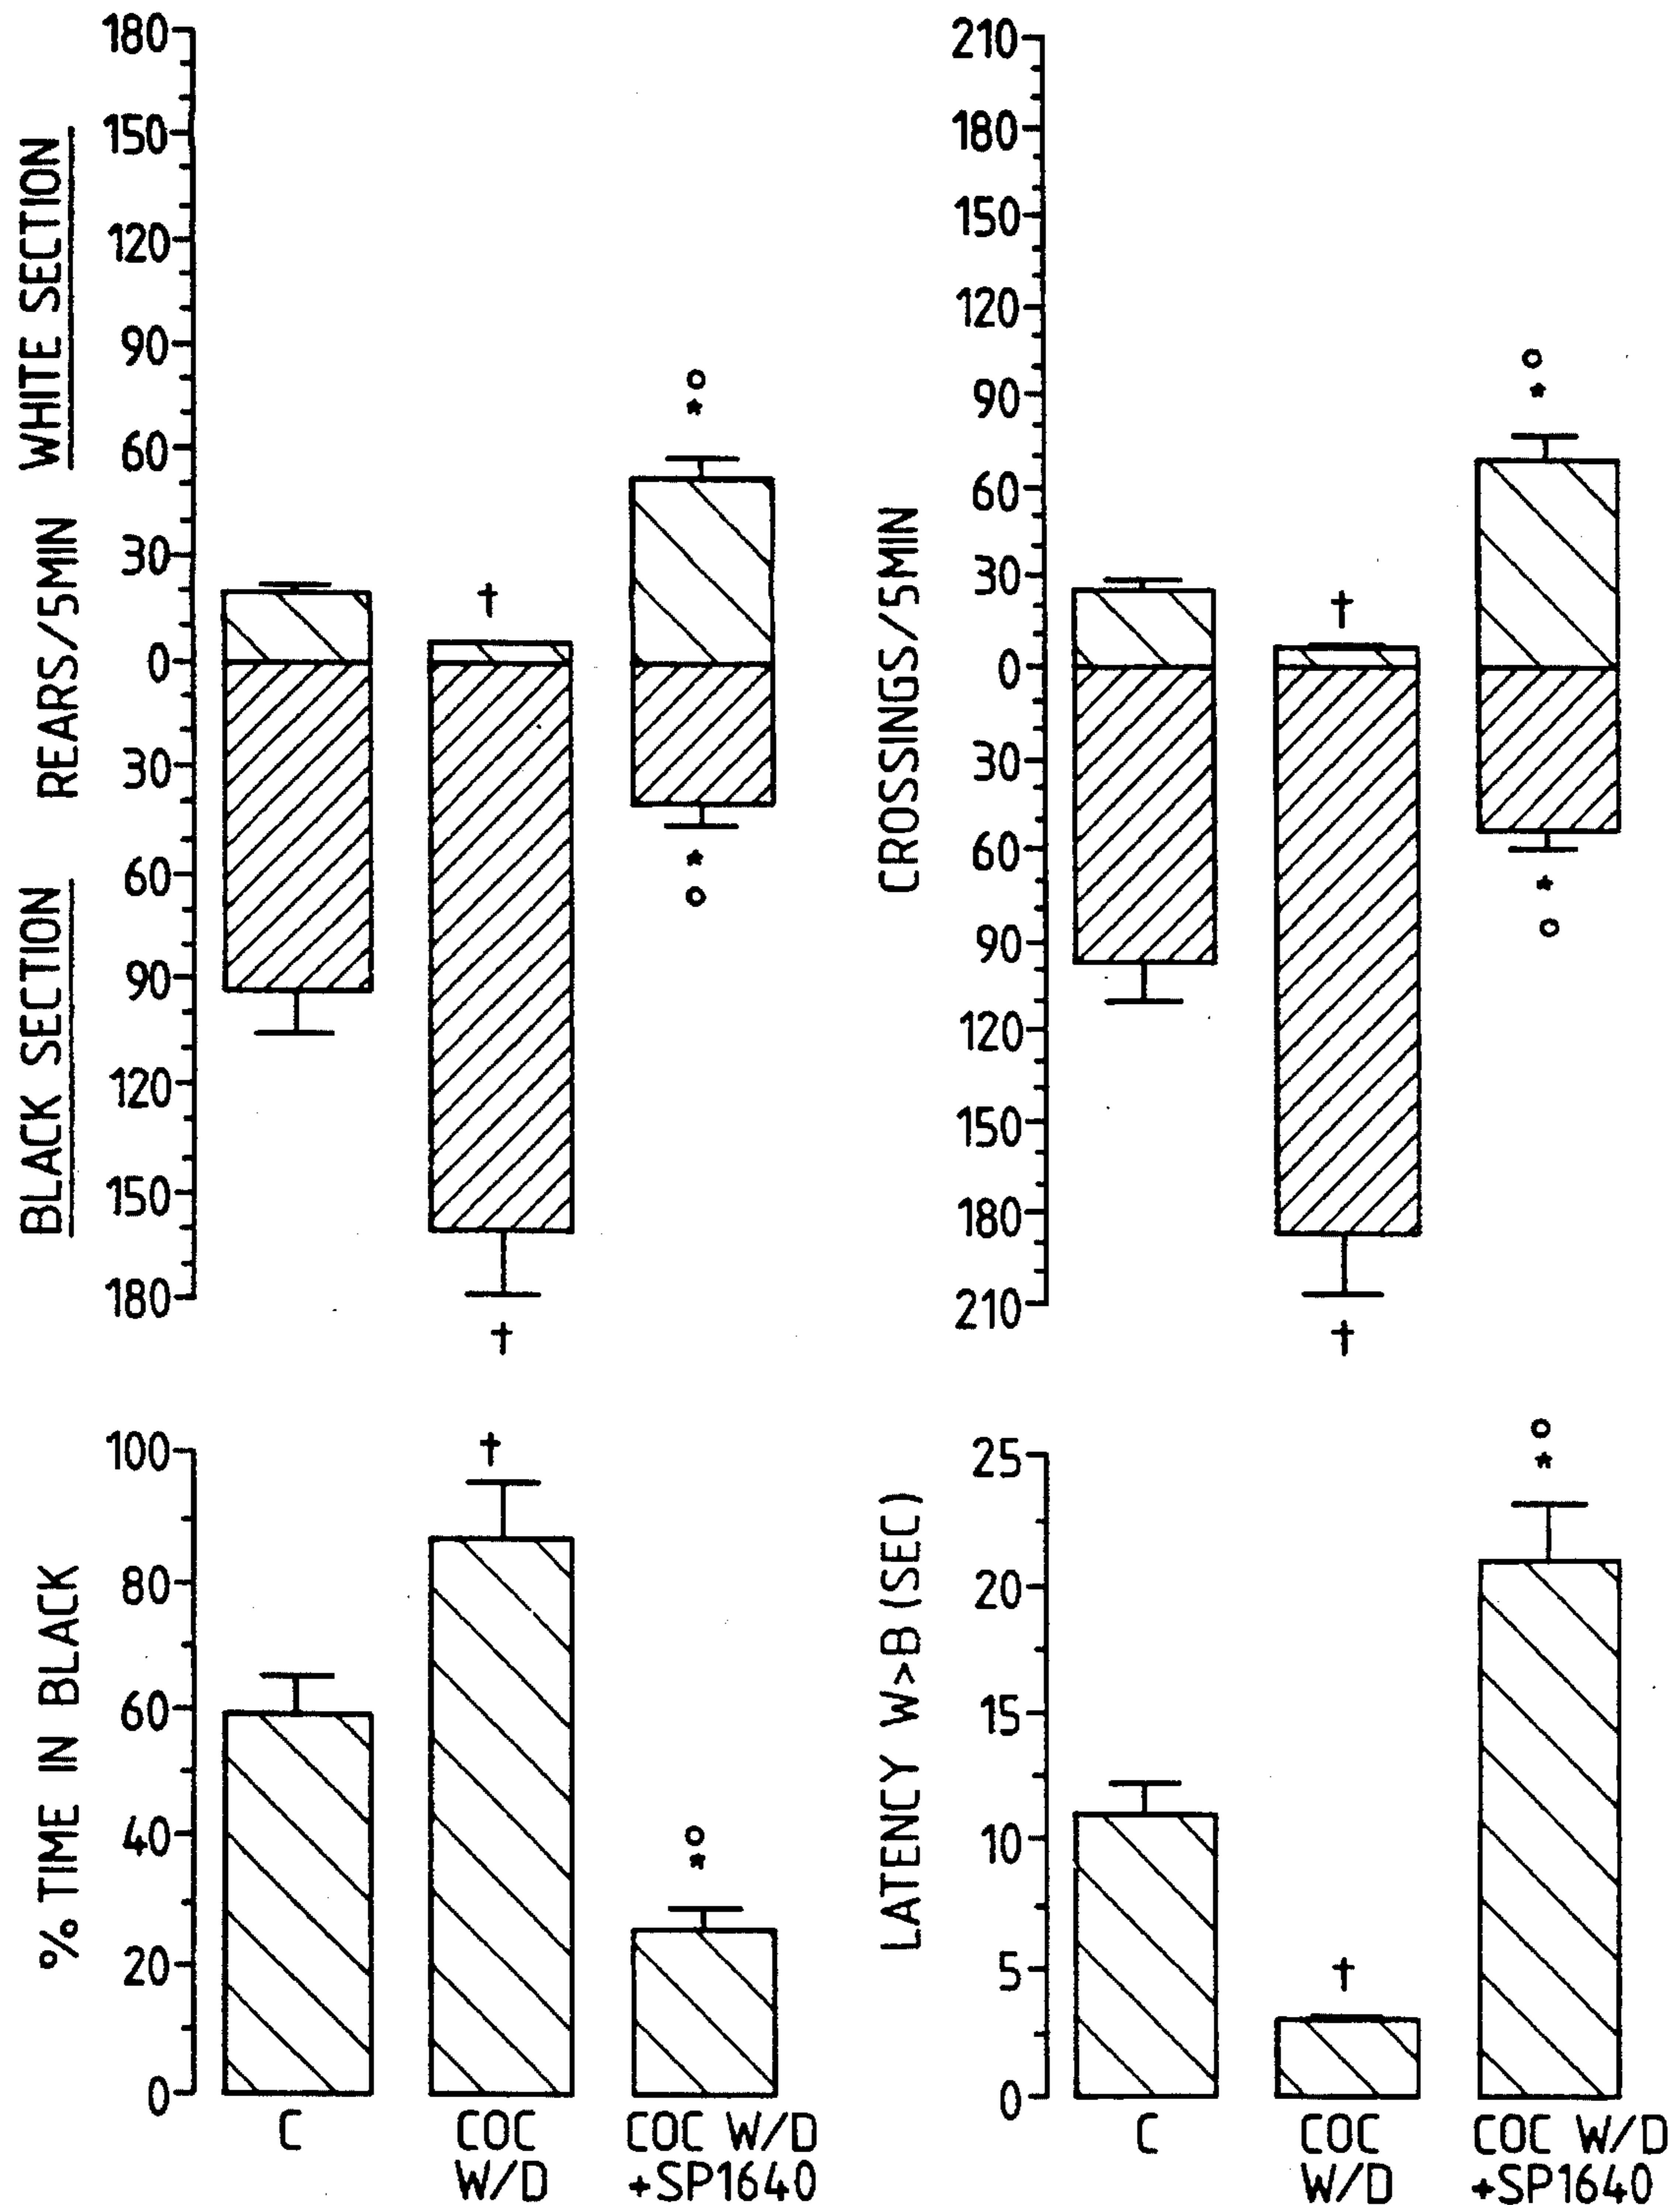 WHITE SECTION
REARS/5MIN
BLACK SECTION
180
150
120
90
60
30
0
30
60
90
120
150
180
†
o
*
*
o
†
CROSSINGS/5MIN
210
180
150
120
90
60
30
0
30
60
90
120
150
180
210
†
o
*
*
o
†
% TIME IN BLACK
100
80
60
40
20
0
†
o
*
C
COC
W/D
COC W/D
+SP1640
LATENCY W>B (SEC)
25
20
15
10
5
0
†
o
*
C
COC
W/D
COC W/D
+SP1640